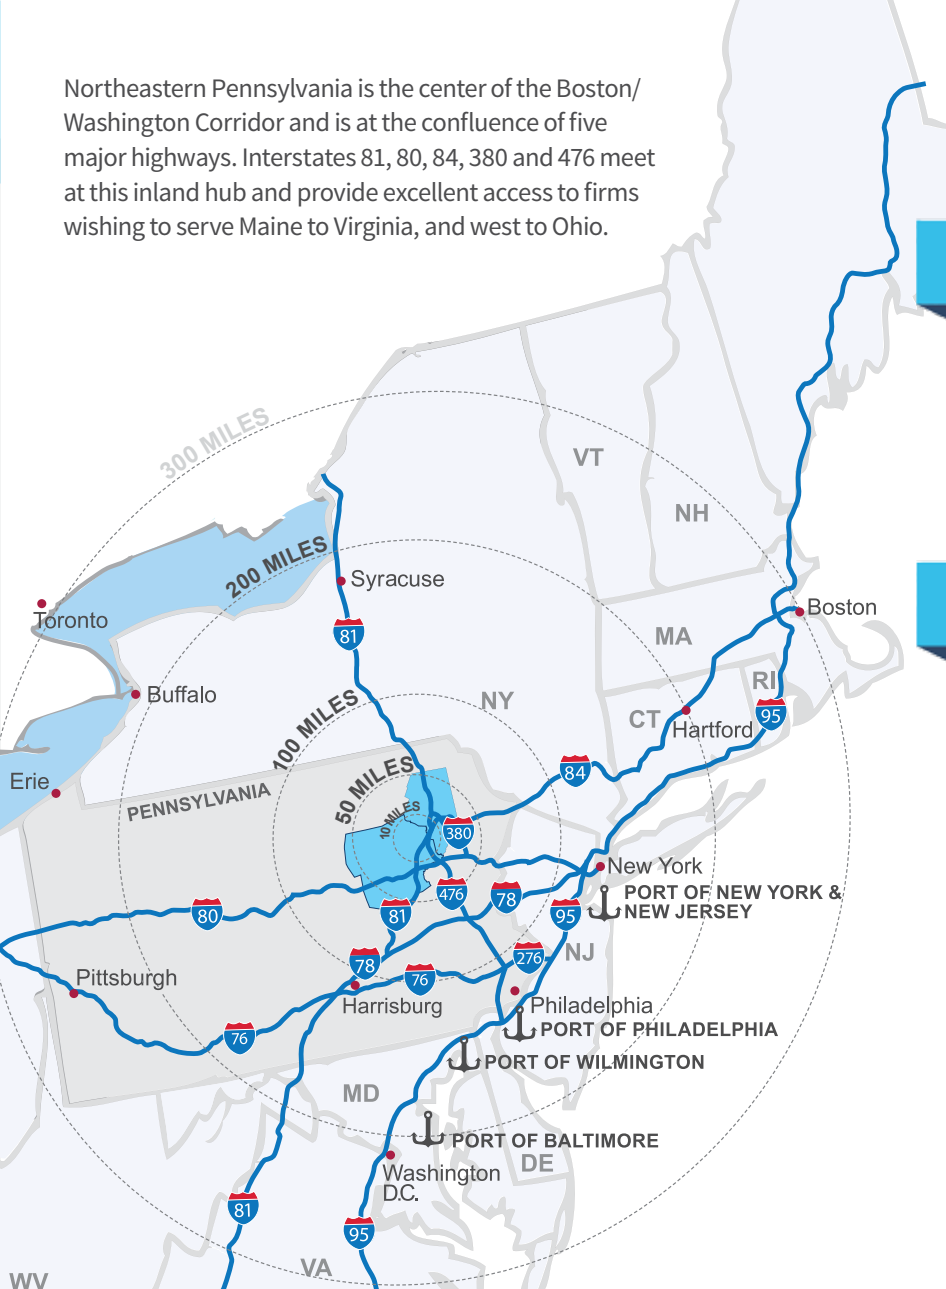 Northeastern Pennsylvania is the center of the Boston/
Washington Corridor and is at the confluence of five
major highways. Interstates 81, 80, 84, 380 and 476 meet
at this inland hub and provide excellent access to firms
wishing to serve Maine to Virginia, and west to Ohio.
300 MILES
VT
NH
200 MILES
Syracuse
Toronto
Boston
81
MA
Buffalo
RI
100 MILES
NY
CT
95
Hartford
84
Erie
50 MILES
PENNSYLVANIA
10 MILES
380
New York
476
78
PORT OF NEW YORK &
NEW JERSEY
80
81
95
NJ
276
78
76
Pittsburgh
Harrisburg
Philadelphia
PORT OF PHILADELPHIA
76
PORT OF WILMINGTON
MD
PORT OF BALTIMORE
DE
Washington
D.C.
81
95
VA
WV